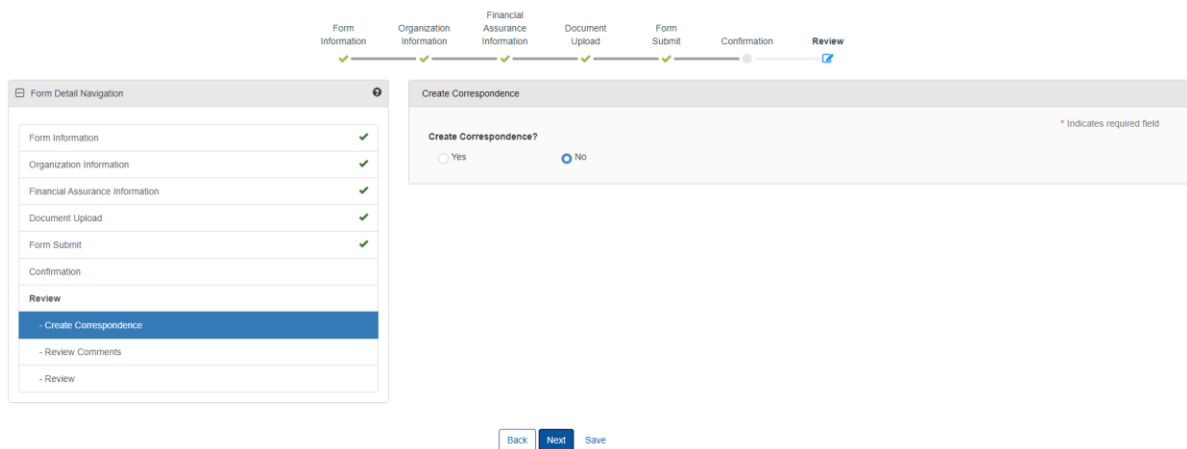 Form Information
Organization Information
Financial Assurance Information
Document Upload
Form Submit
Confirmation
Review
Form Detail Navigation
Form Information
Organization Information
Financial Assurance Information
Document Upload
Form Submit
Confirmation
Review
- Create Correspondence
- Review Comments
- Review
Create Correspondence
* Indicates required field
Create Correspondence?
Yes No
Back Next Save